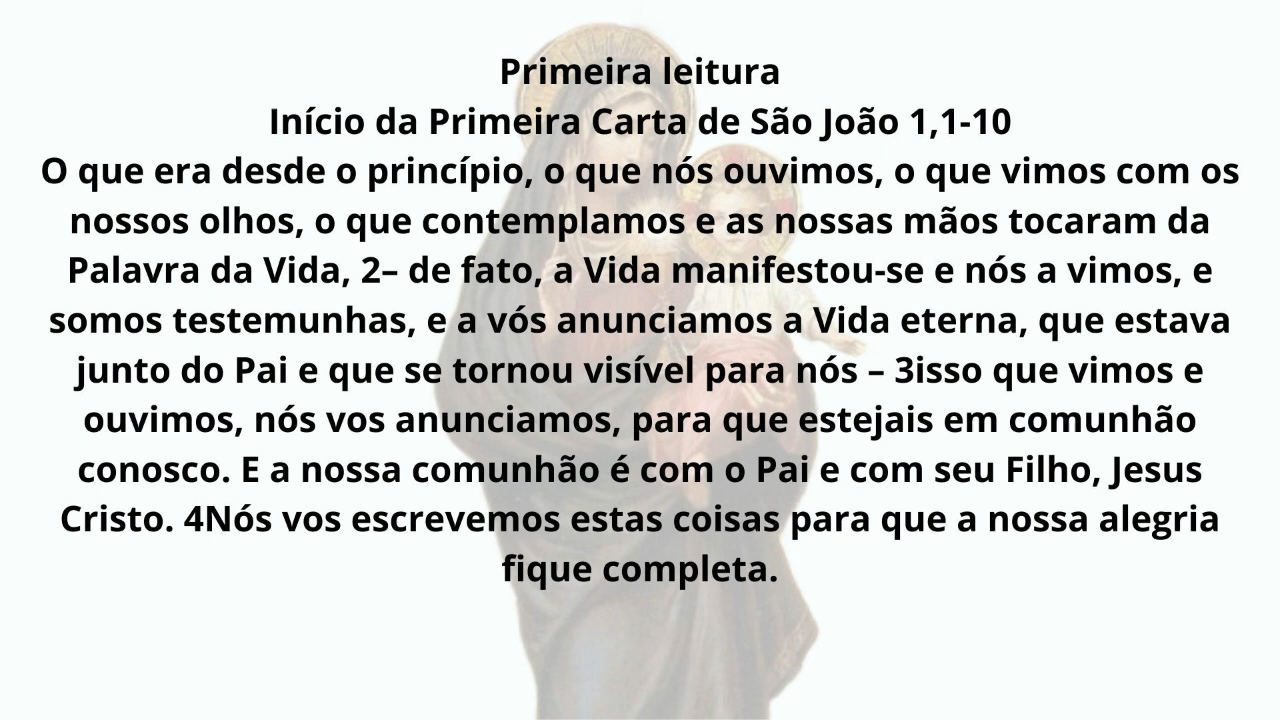 Primeira leitura
Início da Primeira Carta de São João 1,1-10
O que era desde o princípio, o que nós ouvimos, o que vimos com os
nossos olhos, o que contemplamos e as nossas mãos tocaram da
Palavra da Vida, 2– de fato, a Vida manifestou-se e nós a vimos, e
somos testemunhas, e a vós anunciamos a Vida eterna, que estava
junto do Pai e que se tornou visível para nós – 3isso que vimos e
ouvimos, nós vos anunciamos, para que estejais em comunhão
conosco. E a nossa comunhão é com o Pai e com seu Filho, Jesus
Cristo. 4Nós vos escrevemos estas coisas para que a nossa alegria
fique completa.